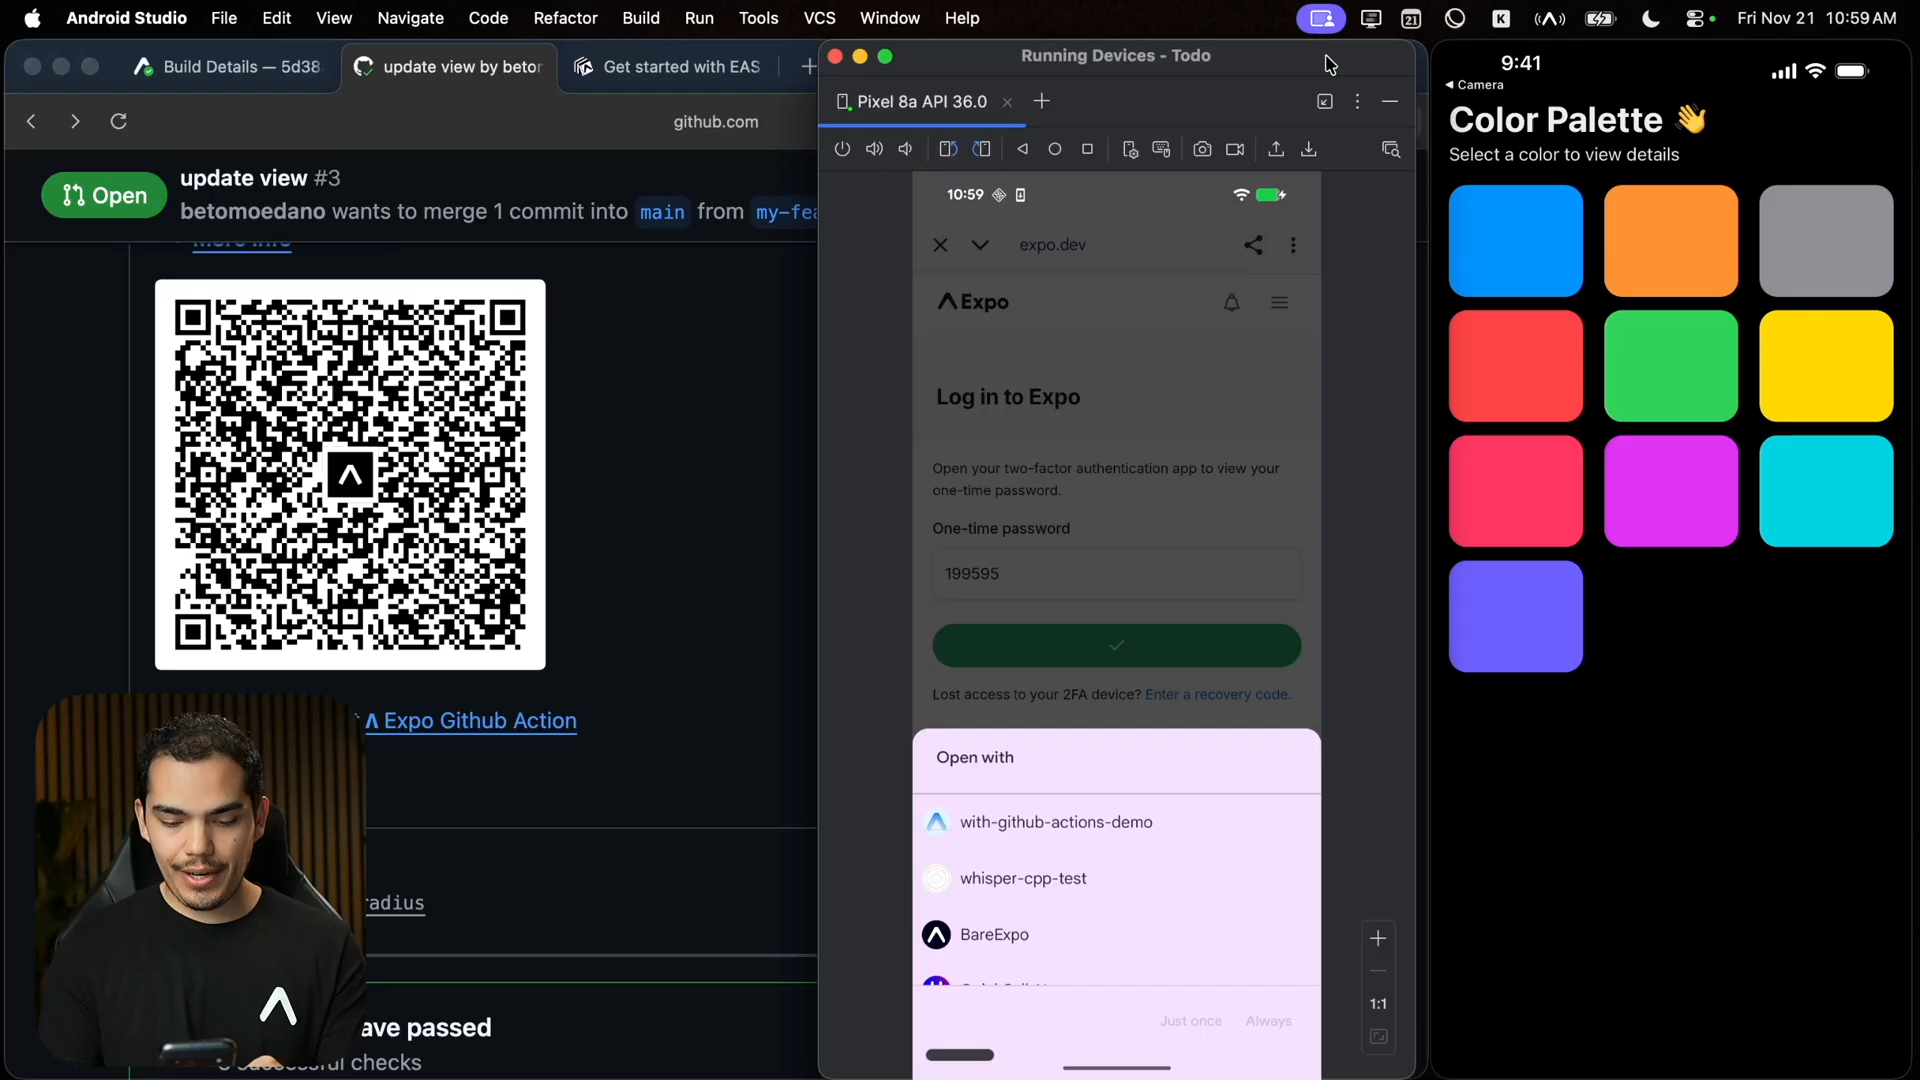 Android Studio File Edit View Navigate Code Refactor Build Run Tools VCS Window Help
21 K Fri Nov 21 10:59 AM
Build Details — 5d38
update view by betor
Get started with EAS
github.com
Open
update view #3
betomoedano wants to merge 1 commit into main from my-fea
More info
Expo Github Action
radius
ave passed
successful checks
Running Devices - Todo
Pixel 8a API 36.0
10:59
expo.dev
Expo
Log in to Expo
Open your two-factor authentication app to view your
one-time password.
One-time password
199595
Lost access to your 2FA device? Enter a recovery code.
Open with
with-github-actions-demo
whisper-cpp-test
BareExpo
Just once Always
1:1
9:41
Camera
Color Palette 👋
Select a color to view details